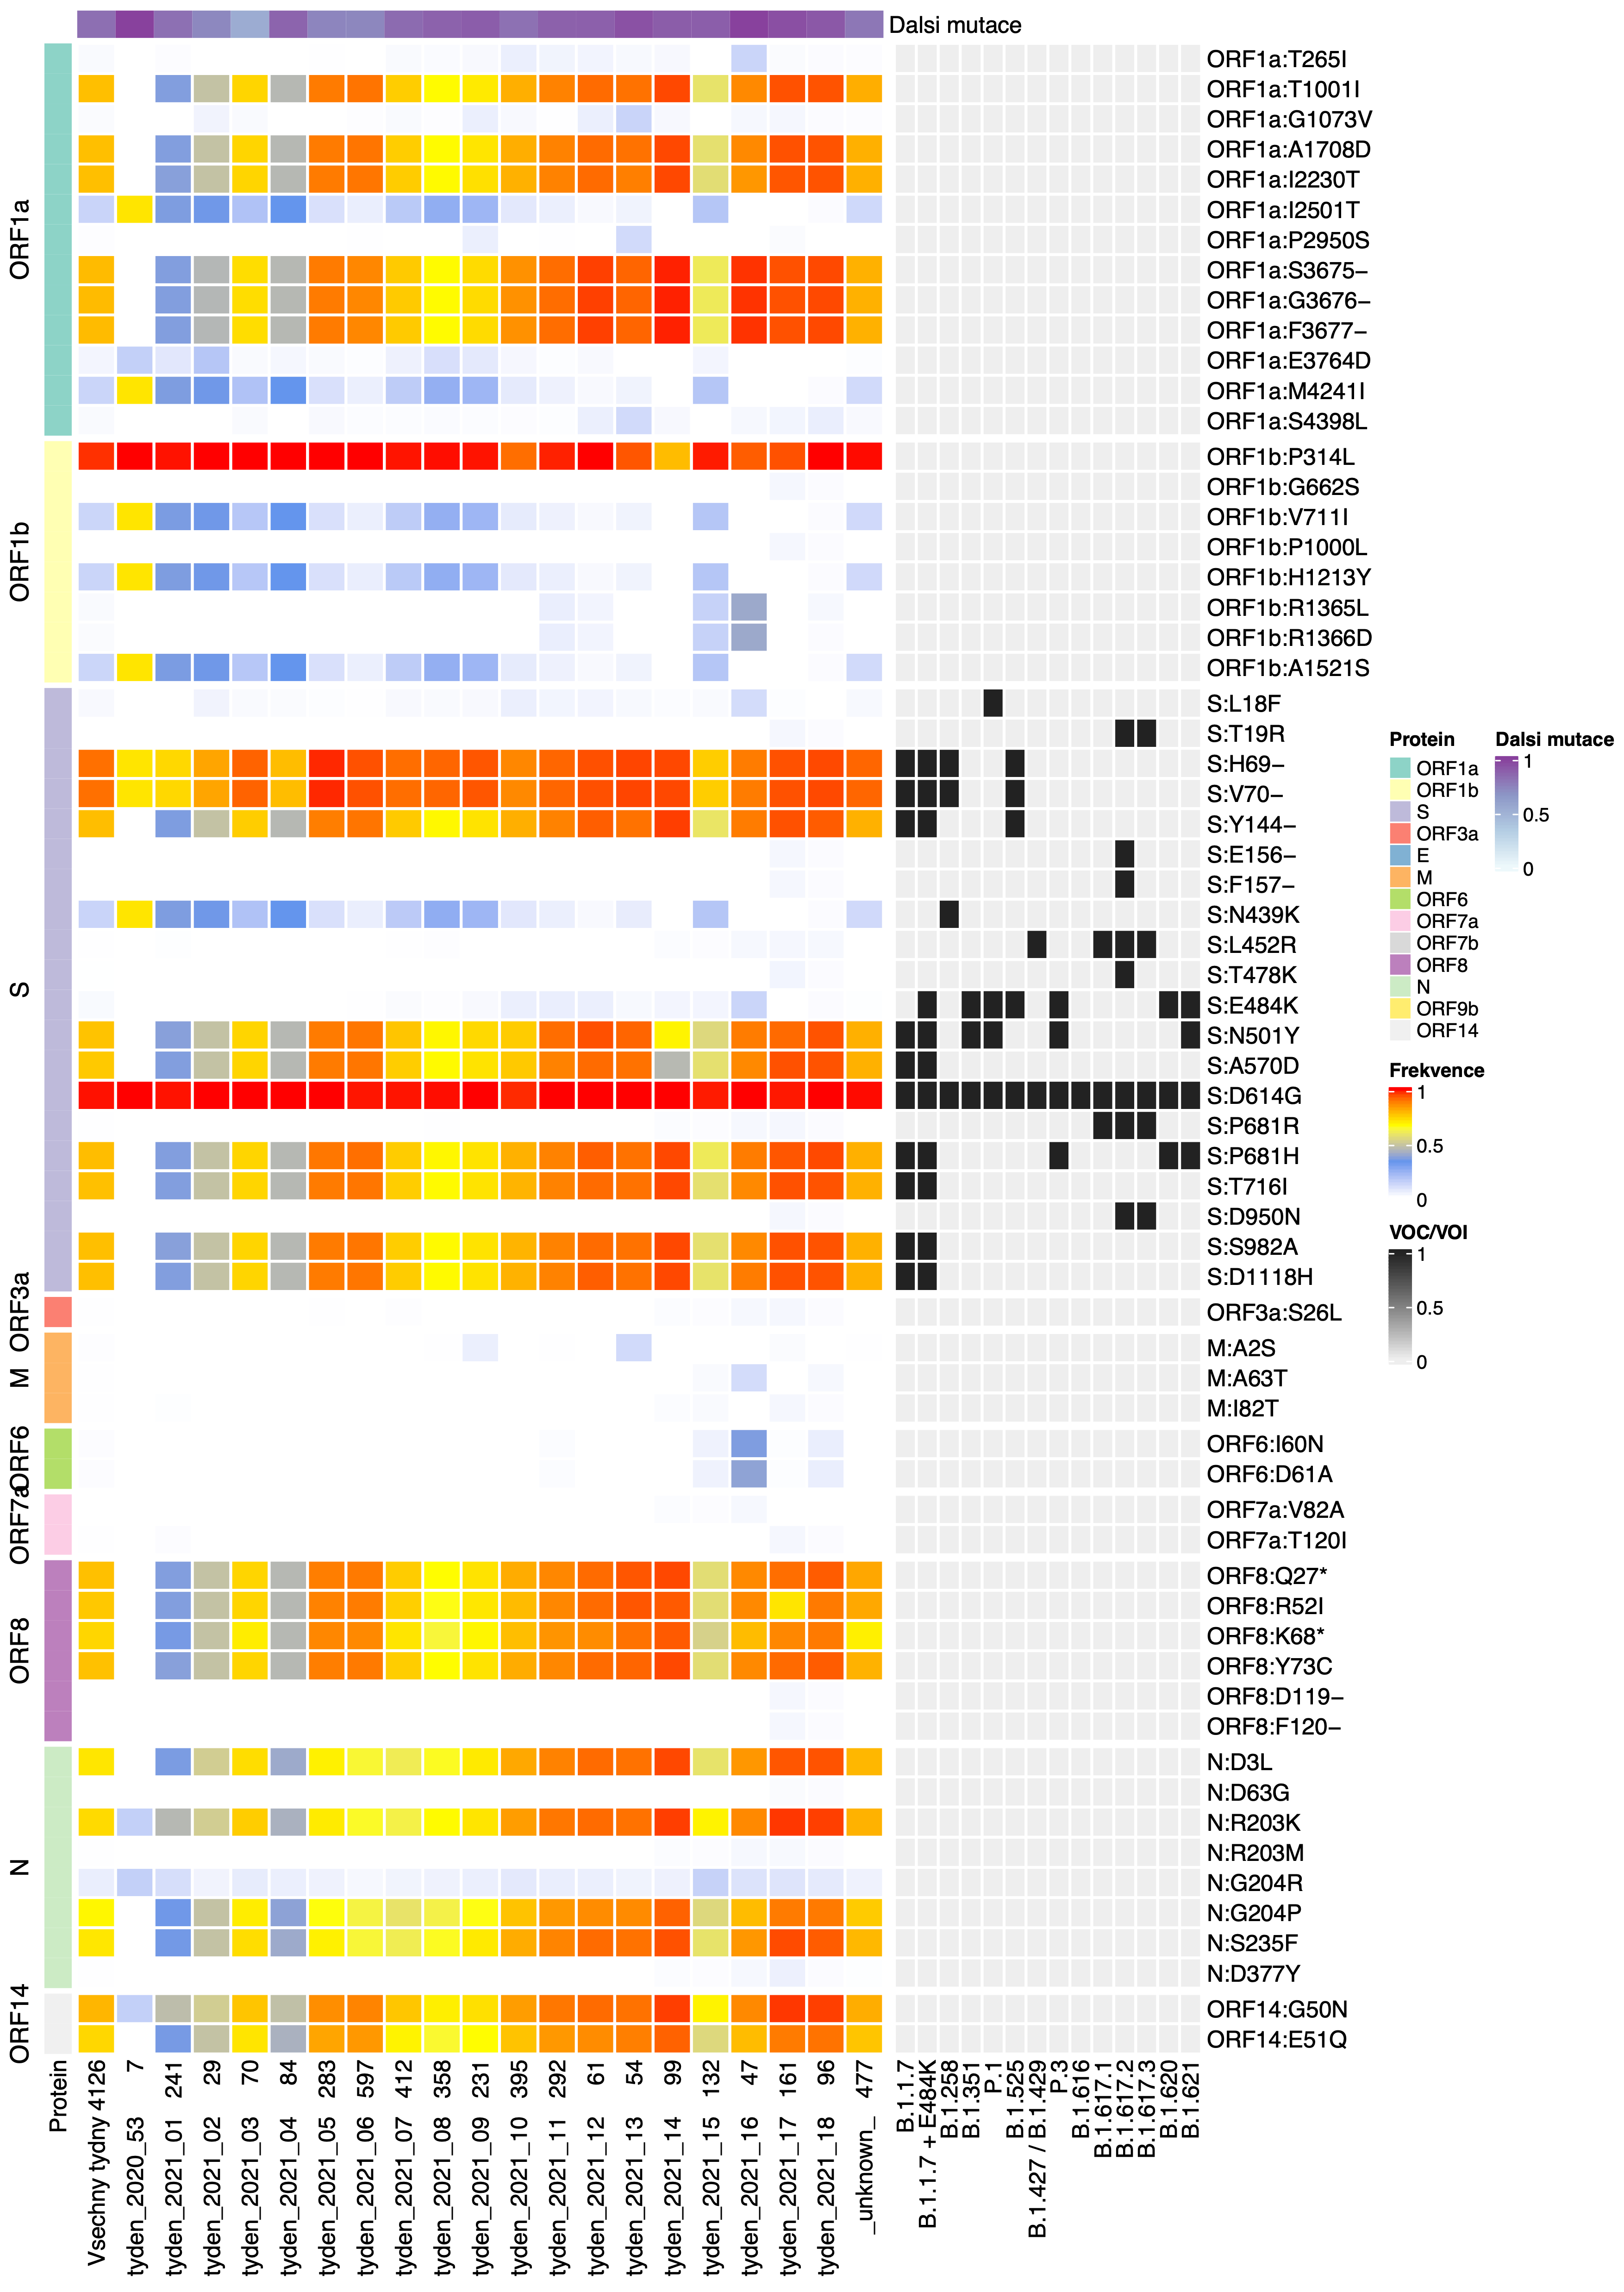 Dalsi mutace
ORF1a
ORF1a:T265I
ORF1a:T1001I
ORF1a:G1073V
ORF1a:A1708D
ORF1a:I2230T
ORF1a:I2501T
ORF1a:P2950S
ORF1a:S3675−
ORF1a:G3676−
ORF1a:F3677−
ORF1a:E3764D
ORF1a:M4241I
ORF1a:S4398L
ORF1b
ORF1b:P314L
ORF1b:G662S
ORF1b:V711I
ORF1b:P1000L
ORF1b:H1213Y
ORF1b:R1365L
ORF1b:R1366D
ORF1b:A1521S
S
S:L18F
S:T19R
S:H69−
S:V70−
S:Y144−
S:E156−
S:F157−
S:N439K
S:L452R
S:T478K
S:E484K
S:N501Y
S:A570D
S:D614G
S:P681R
S:P681H
S:T716I
S:D950N
S:S982A
S:D1118H
ORF3a
ORF3a:S26L
M
M:A2S
M:A63T
M:I82T
ORF6
ORF6:I60N
ORF6:D61A
ORF7a
ORF7a:V82A
ORF7a:T120I
ORF8
ORF8:Q27*
ORF8:R52I
ORF8:K68*
ORF8:Y73C
ORF8:D119−
ORF8:F120−
N
N:D3L
N:D63G
N:R203K
N:R203M
N:G204R
N:G204P
N:S235F
N:D377Y
ORF14
ORF14:G50N
ORF14:E51Q
Protein
Vsechny tydny 4126
tyden_2020_53 7
tyden_2021_01 241
tyden_2021_02 29
tyden_2021_03 70
tyden_2021_04 84
tyden_2021_05 283
tyden_2021_06 597
tyden_2021_07 412
tyden_2021_08 358
tyden_2021_09 231
tyden_2021_10 395
tyden_2021_11 292
tyden_2021_12 61
tyden_2021_13 54
tyden_2021_14 99
tyden_2021_15 132
tyden_2021_16 47
tyden_2021_17 161
tyden_2021_18 96
_unknown_ 477
B.1.1.7
B.1.1.7 + E484K
B.1.258
B.1.351
P.1
B.1.525
B.1.427 / B.1.429
P.3
B.1.616
B.1.617.1
B.1.617.2
B.1.617.3
B.1.620
B.1.621
Protein
ORF1a
ORF1b
S
ORF3a
E
M
ORF6
ORF7a
ORF7b
ORF8
N
ORF9b
ORF14
Dalsi mutace
1
0.5
0
Frekvence
1
0.5
0
VOC/VOI
1
0.5
0